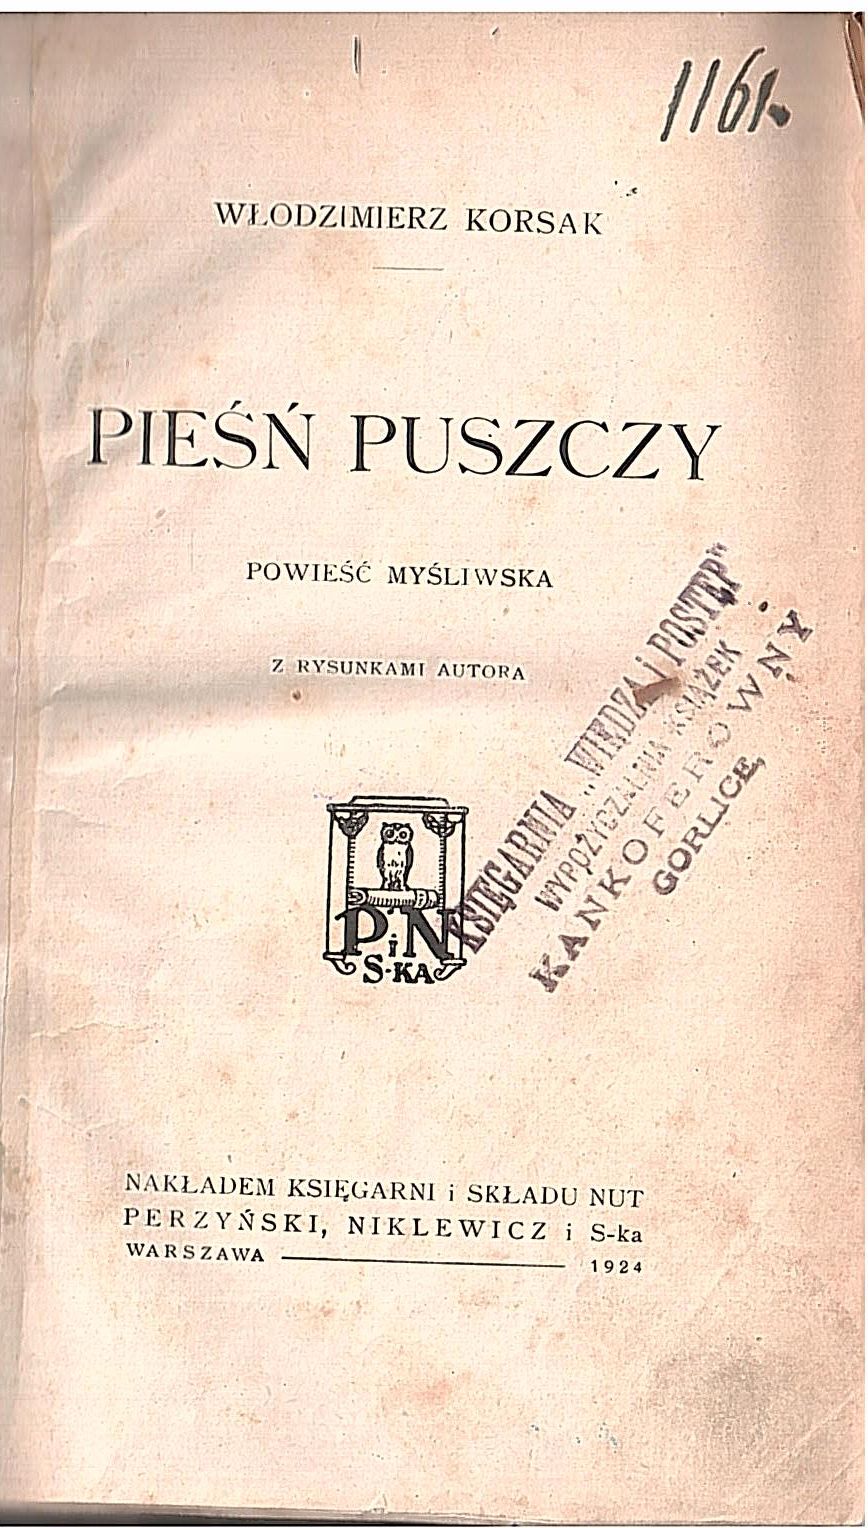 1161.
WŁODZIMIERZ KORSAK
PIEŚŃ PUSZCZY
POWIEŚĆ MYŚLIWSKA
Z RYSUNKAMI AUTORA
KSIĘGARNIA „WIEDZA i POSTĘP"
WYPOŻYCZALNIA KSIĄŻEK
KANKOFEROWNY
GORLICE,
P i N
S-KA
NAKŁADEM KSIĘGARNI i SKŁADU NUT
PERZYŃSKI, NIKLEWICZ i S-ka
WARSZAWA 1924